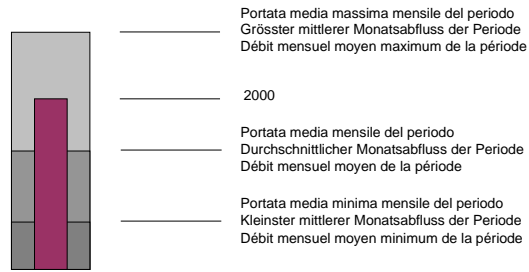 Portata media massima mensile del periodo
Grösster mittlerer Monatsabfluss der Periode
Débit mensuel moyen maximum de la période
2000
Portata media mensile del periodo
Durchschnittlicher Monatsabfluss der Periode
Débit mensuel moyen de la période
Portata media minima mensile del periodo
Kleinster mittlerer Monatsabfluss der Periode
Débit mensuel moyen minimum de la période